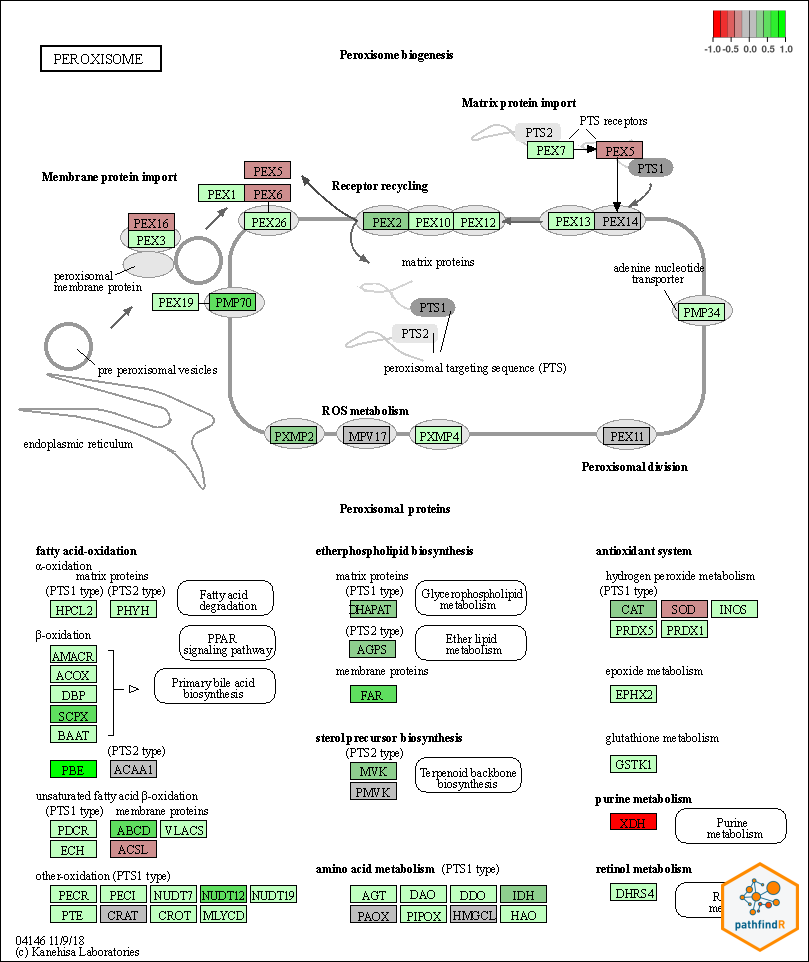 -1.0 -0.5 0.0 0.5 1.0
PEROXISOME
Peroxisome biogenesis
Matrix protein import
PTS receptors
PTS2
PEX7
PEX5
PTS1
Membrane protein import
PEX5
PEX1
PEX6
PEX26
Receptor recycling
PEX2
PEX10
PEX12
PEX13
PEX14
PEX16
PEX3
peroxisomal
membrane protein
matrix proteins
adenine nucleotide
transporter
PEX19
PMP70
PTS1
PTS2
PMP34
peroxisomal targeting sequence (PTS)
pre peroxisomal vesicles
ROS metabolism
endoplasmic reticulum
PXMP2
MPV17
PXMP4
PEX11
Peroxisomal division
Peroxisomal proteins
fatty acid-oxidation
α-oxidation
matrix proteins
(PTS1 type) (PTS2 type)
HPCL2
PHYH
Fatty acid
degradation
β-oxidation
PPAR
signaling pathway
AMACR
ACOX
DBP
SCPX
BAAT
Primary bile acid
biosynthesis
(PTS2 type)
PBE
ACAA1
unsaturated fatty acid β-oxidation
(PTS1 type) membrane proteins
PDCR
ABCD
VLACS
ECH
ACSL
other-oxidation (PTS1 type)
PECR
PECI
NUDT7
NUDT12
NUDT19
PTE
CRAT
CROT
MLYCD
etherphospholipid biosynthesis
matrix proteins
(PTS1 type)
DHAPAT
Glycerophospholipid
metabolism
(PTS2 type)
AGPS
Ether lipid
metabolism
membrane proteins
FAR
sterol precursor biosynthesis
(PTS2 type)
MVK
PMVK
Terpenoid backbone
biosynthesis
amino acid metabolism (PTS1 type)
AGT
DAO
DDO
IDH
PAOX
PIPOX
HMGCL
HAO
antioxidant system
hydrogen peroxide metabolism
(PTS1 type)
CAT
SOD
INOS
PRDX5
PRDX1
epoxide metabolism
EPHX2
glutathione metabolism
GSTK1
purine metabolism
XDH
Purine
metabolism
retinol metabolism
DHRS4
R
me
pathfindR
04146 11/9/18
(c) Kanehisa Laboratories